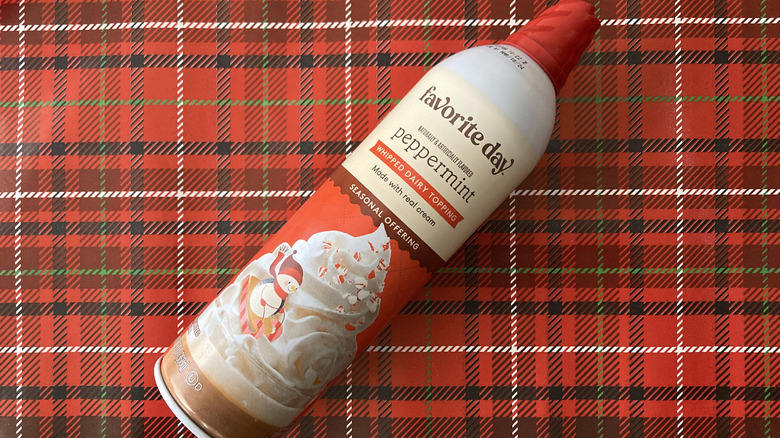 favorite day
NATURALLY & ARTIFICIALLY FLAVORED
peppermint
WHIPPED DAIRY TOPPING
Made with real cream
SEASONAL OFFERING
D